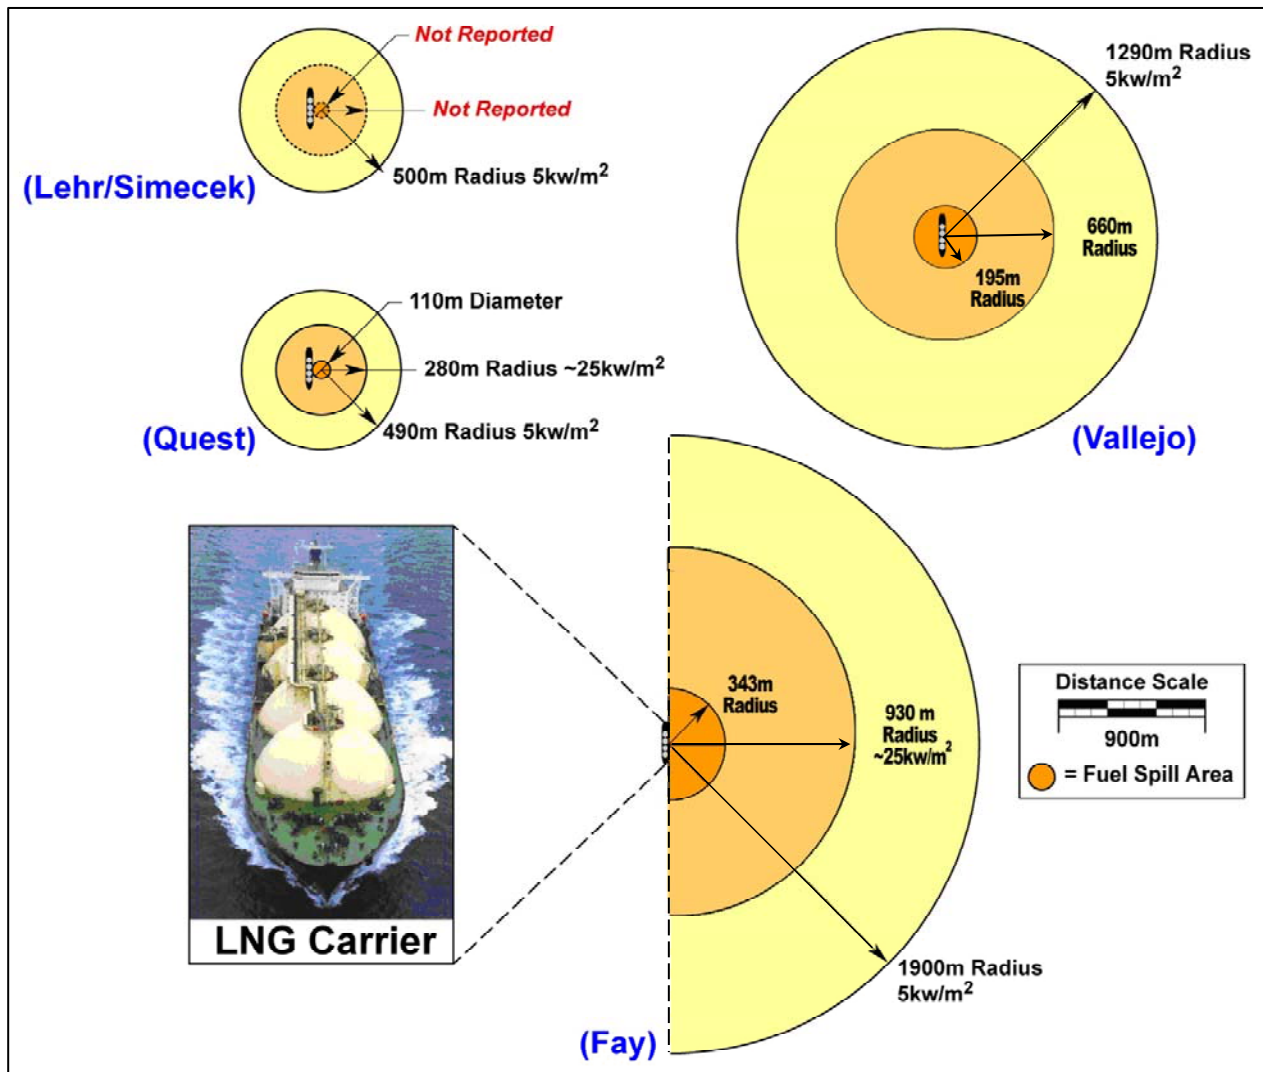 Not Reported
Not Reported
500m Radius 5kw/m²
(Lehr/Simecek)
1290m Radius
5kw/m²
660m
Radius
195m
Radius
(Vallejo)
110m Diameter
280m Radius ~25kw/m²
490m Radius 5kw/m²
(Quest)
LNG Carrier
343m
Radius
930 m
Radius
~25kw/m²
1900m Radius
5kw/m²
(Fay)
Distance Scale
900m
= Fuel Spill Area